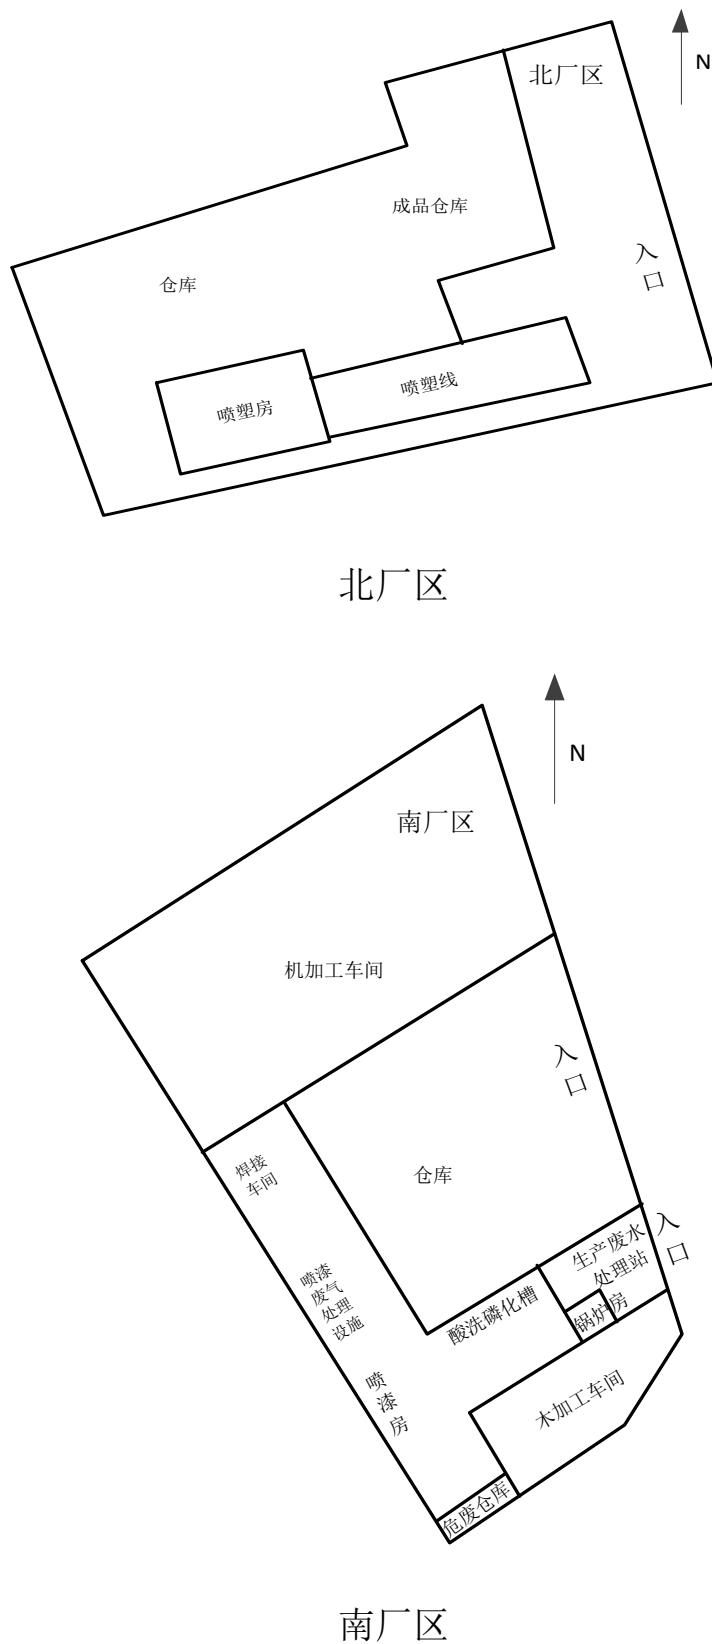 N
北厂区
成品仓库
入
口
仓库
喷塑线
喷塑房
北厂区
N
南厂区
机加工车间
入
口
焊接
车间
仓库
入
口
生产废水
处理站
喷漆
废气
处理
设施
酸洗磷化槽
锅炉房
喷
漆
房
木加工车间
危废仓库
南厂区